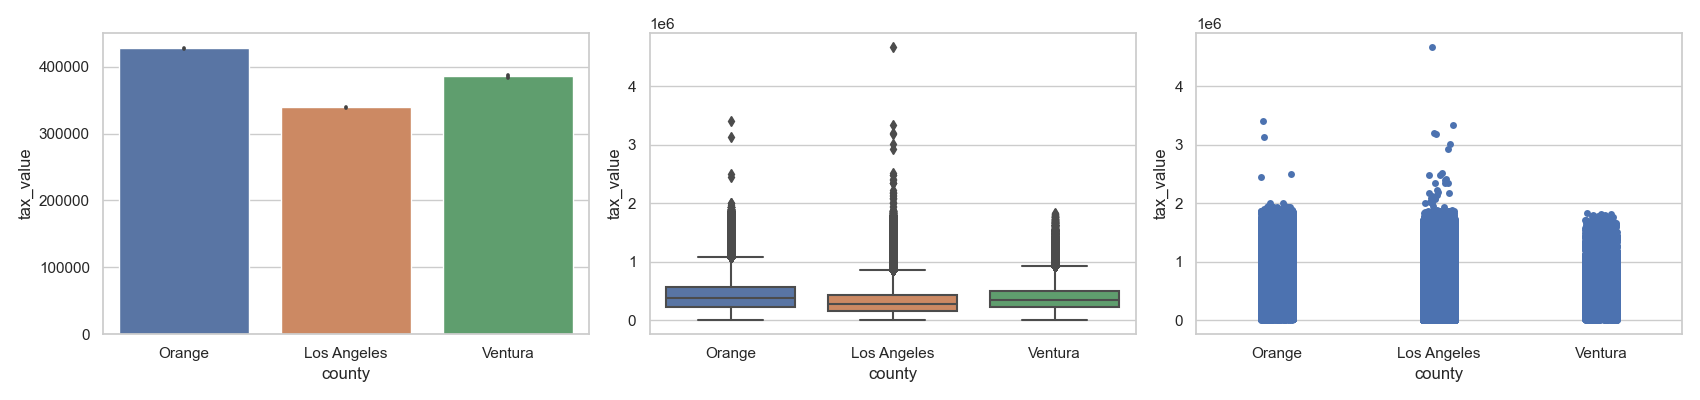 tax_value
400000
300000
200000
100000
0
Orange Los Angeles Ventura
county
1e6
tax_value
4
3
2
1
0
Orange Los Angeles Ventura
county
1e6
tax_value
4
3
2
1
0
Orange Los Angeles Ventura
county